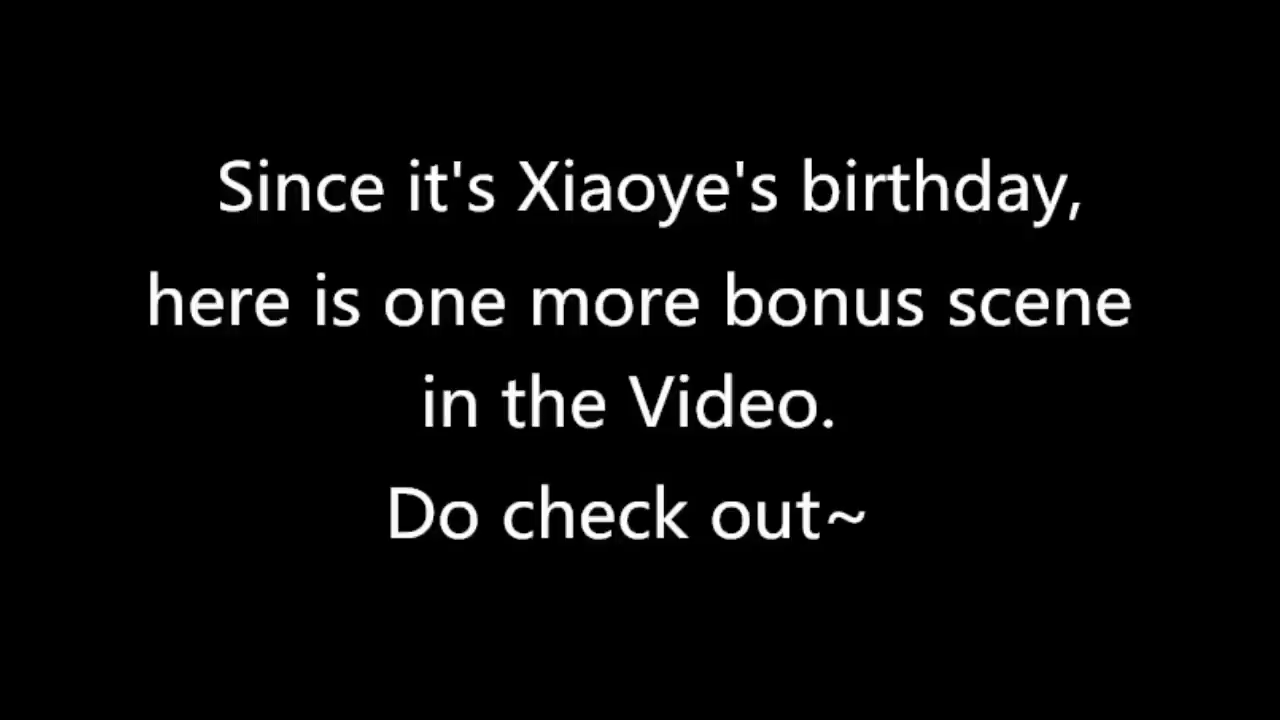 Since it's Xiaoye's birthday,
here is one more bonus scene
in the Video.
Do check out~